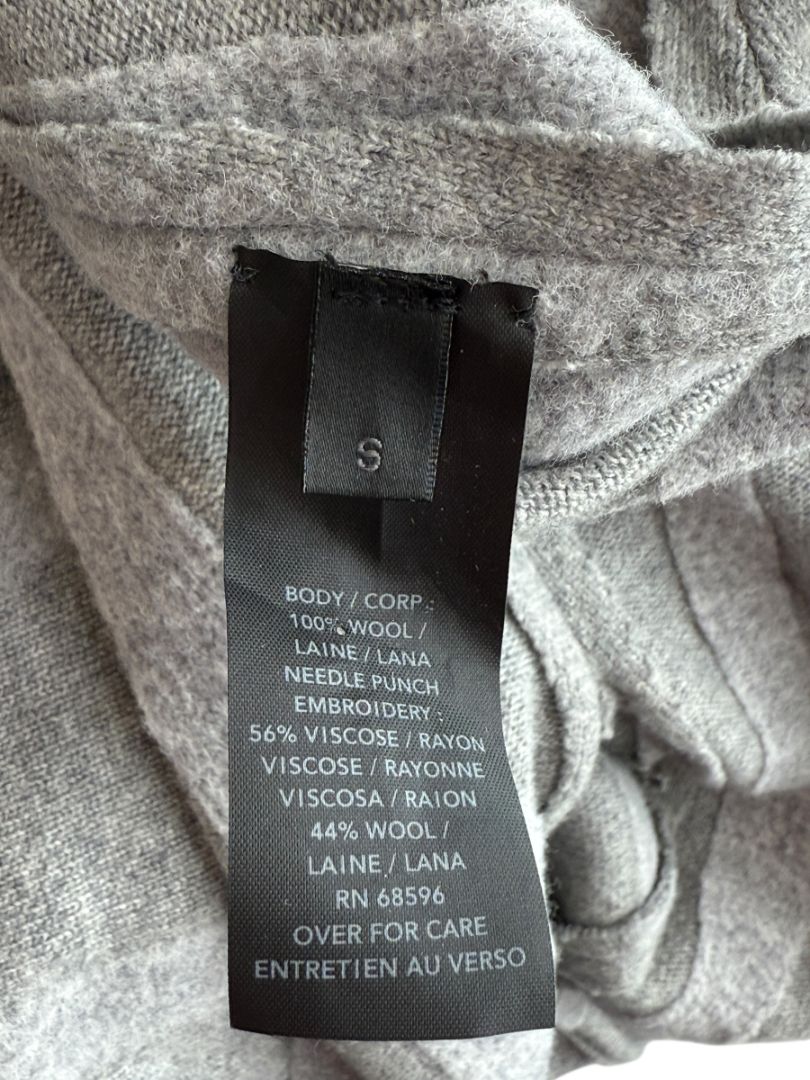 S
BODY / CORP :
100% WOOL /
LAINE / LANA
NEEDLE PUNCH
EMBROIDERY :
56% VISCOSE / RAYON
VISCOSE / RAYONNE
VISCOSA / RAION
44% WOOL /
LAINE / LANA
RN 68596
OVER FOR CARE
ENTRETIEN AU VERSO